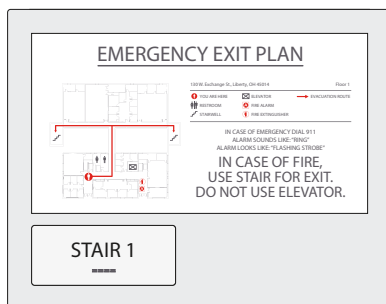 EMERGENCY EXIT PLAN
100 W. Exchange St., Liberty, OH 46014 Floor 1
YOU ARE HERE ELEVATOR EVACUATION ROUTE
RESTROOM FIRE ALARM
STAIRWELL FIRE EXTINGUISHER
IN CASE OF EMERGENCY DIAL 911
ALARM SOUNDS LIKE: "RING"
ALARM LOOKS LIKE: "FLASHING STROBE"
IN CASE OF FIRE,
USE STAIR FOR EXIT.
DO NOT USE ELEVATOR.
STAIR 1